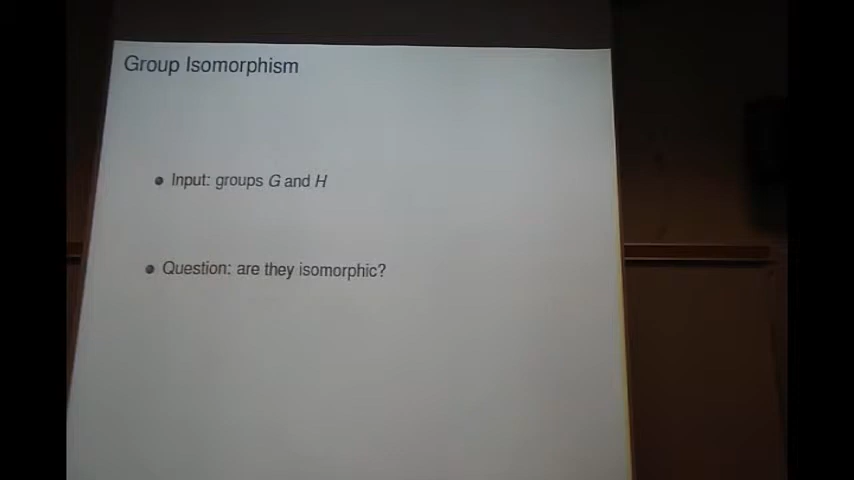 Group Isomorphism
Input: groups G and H
Question: are they isomorphic?